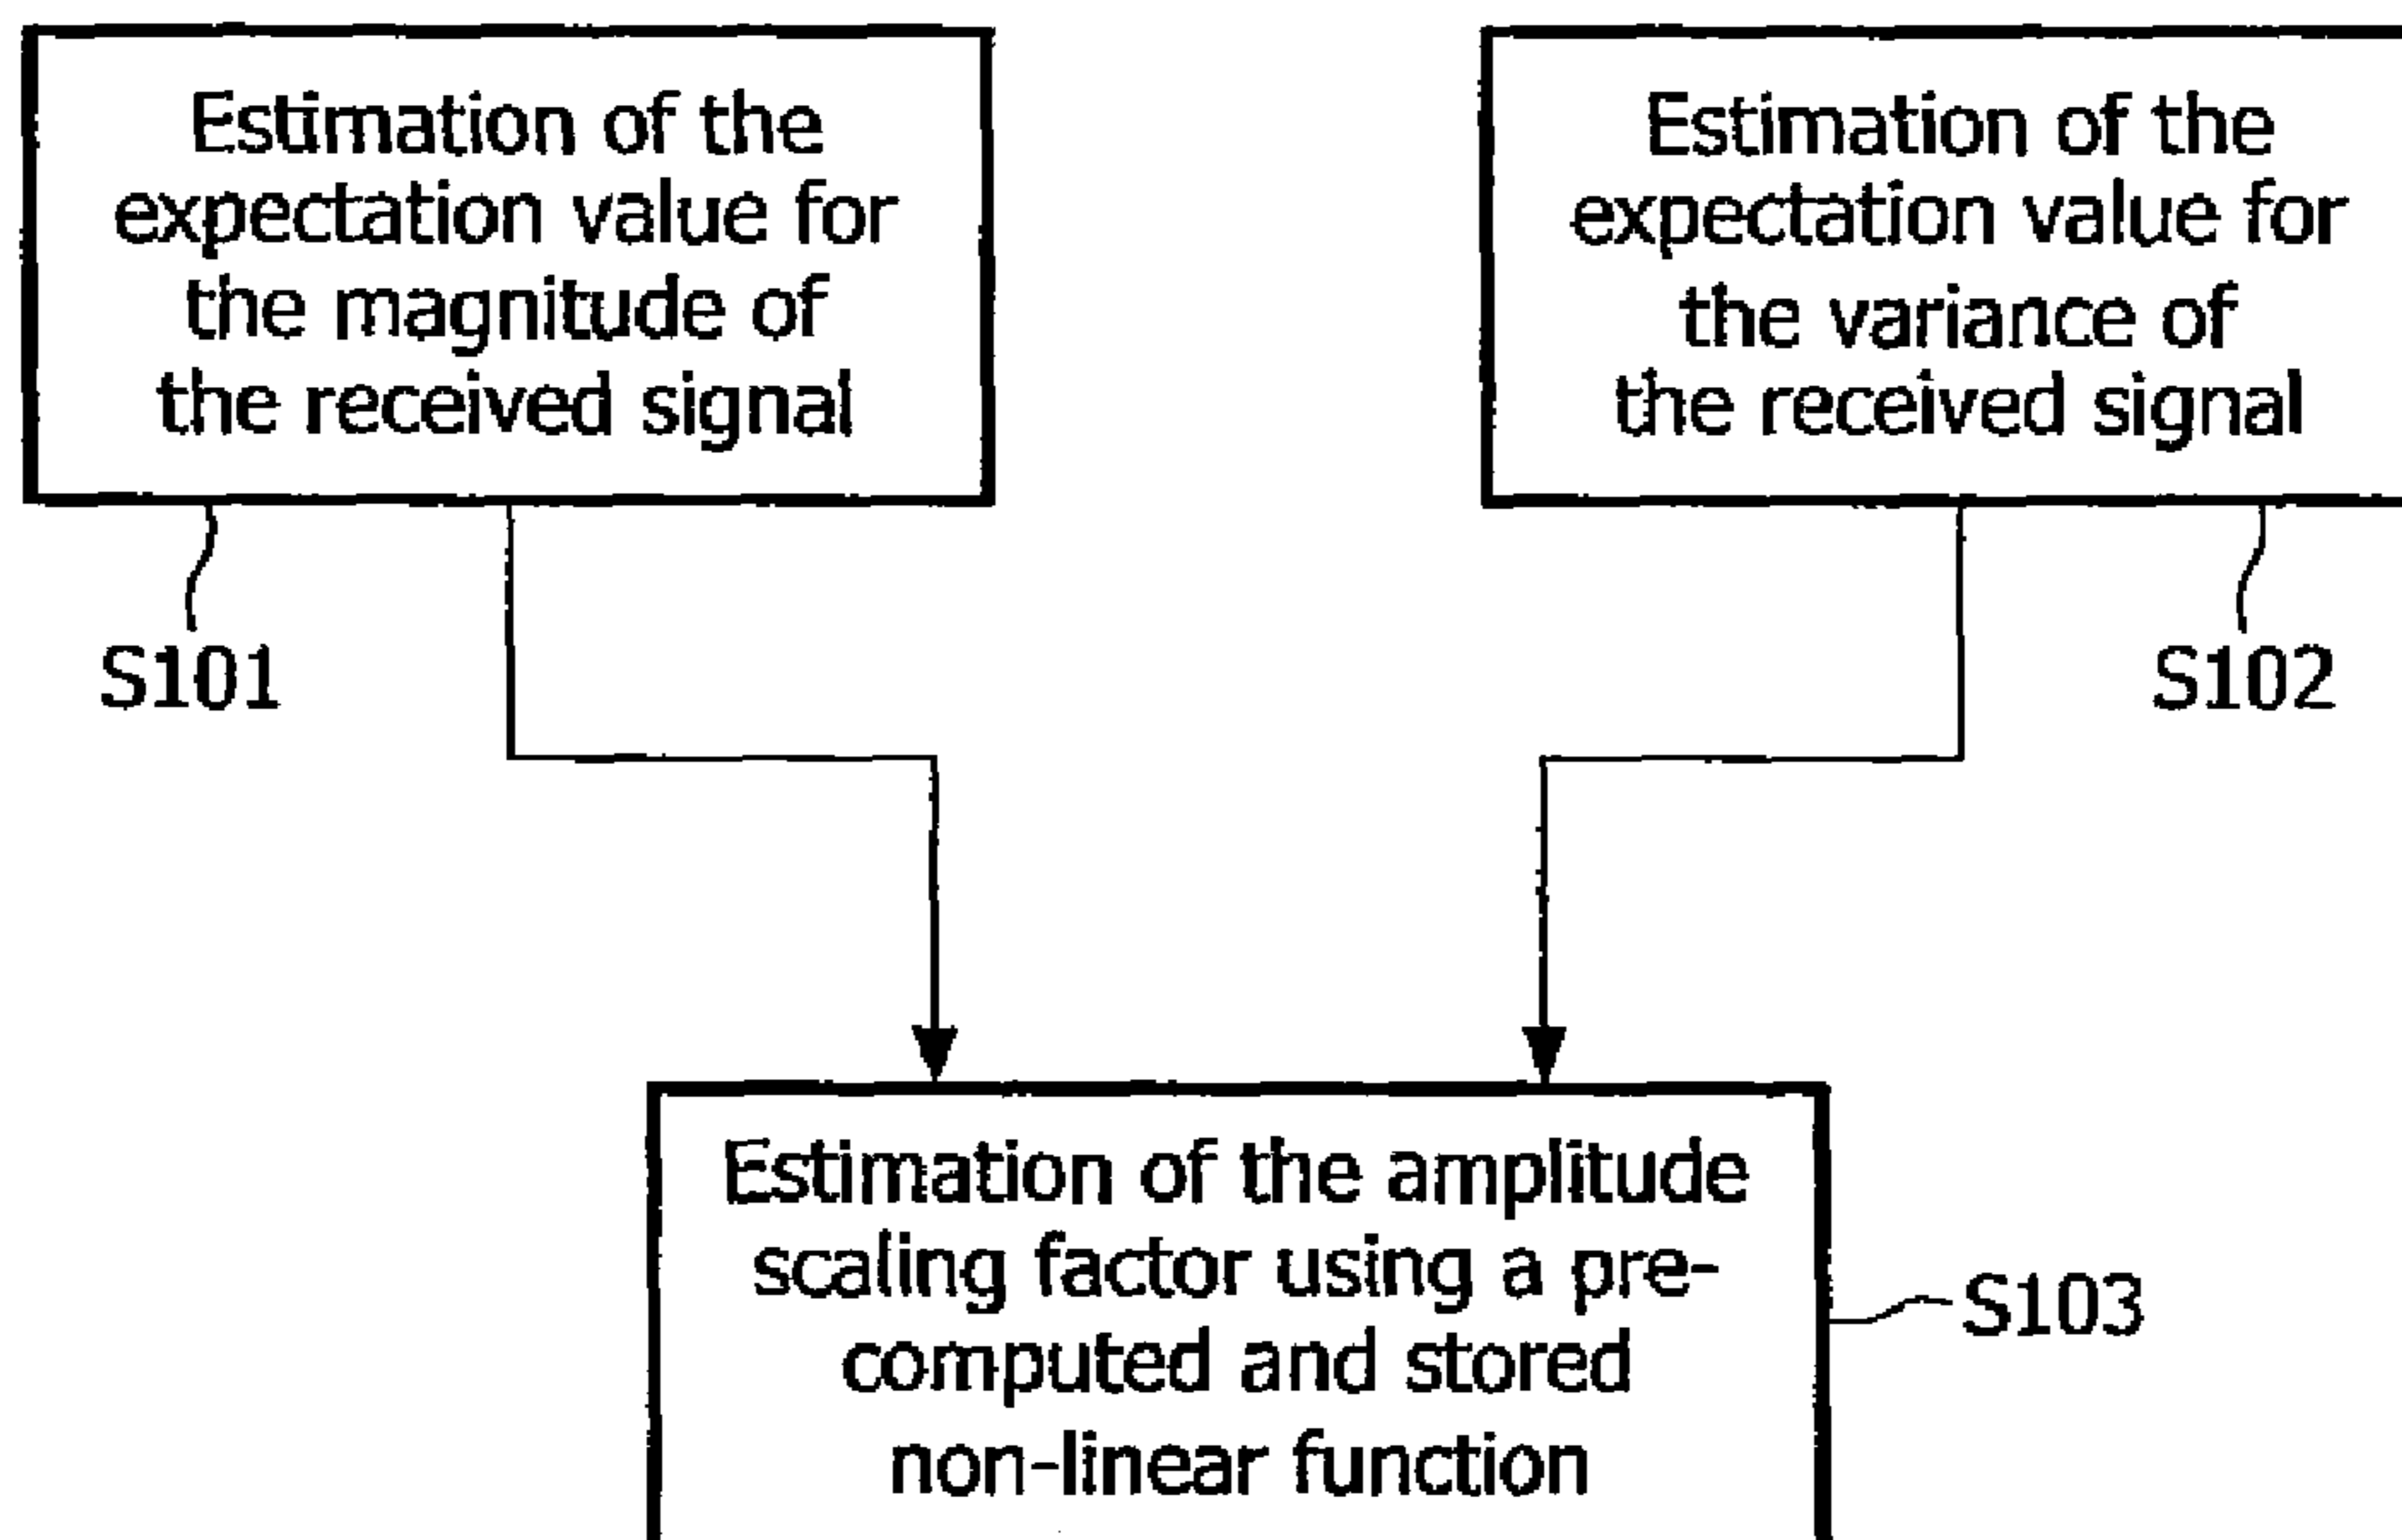 Estimation of the
expectation value for
the magnitude of
the received signal
Estimation of the
expectation value for
the variance of
the received signal
S101
S102
Estimation of the amplitude
scaling factor using a pre-
computed and stored
non-linear function
S103